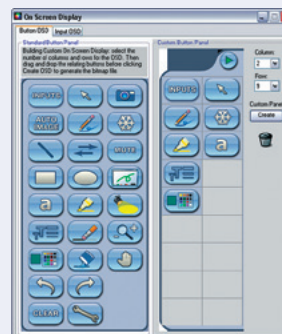 On Screen Display
Button OSD
Input OSD
Standard Button Panel
Building Custom On Screen Display: select the
number of columns and rows for the OSD. Then
drag and drop the relating buttons before clicking
Create OSD to generate the bitmap file
INPUTS
AUTO
IMAGE
MUTE
a
CLEAR
Custom Button Panel
INPUTS
a
Column:
2
Row:
9
Custom Panel
Create